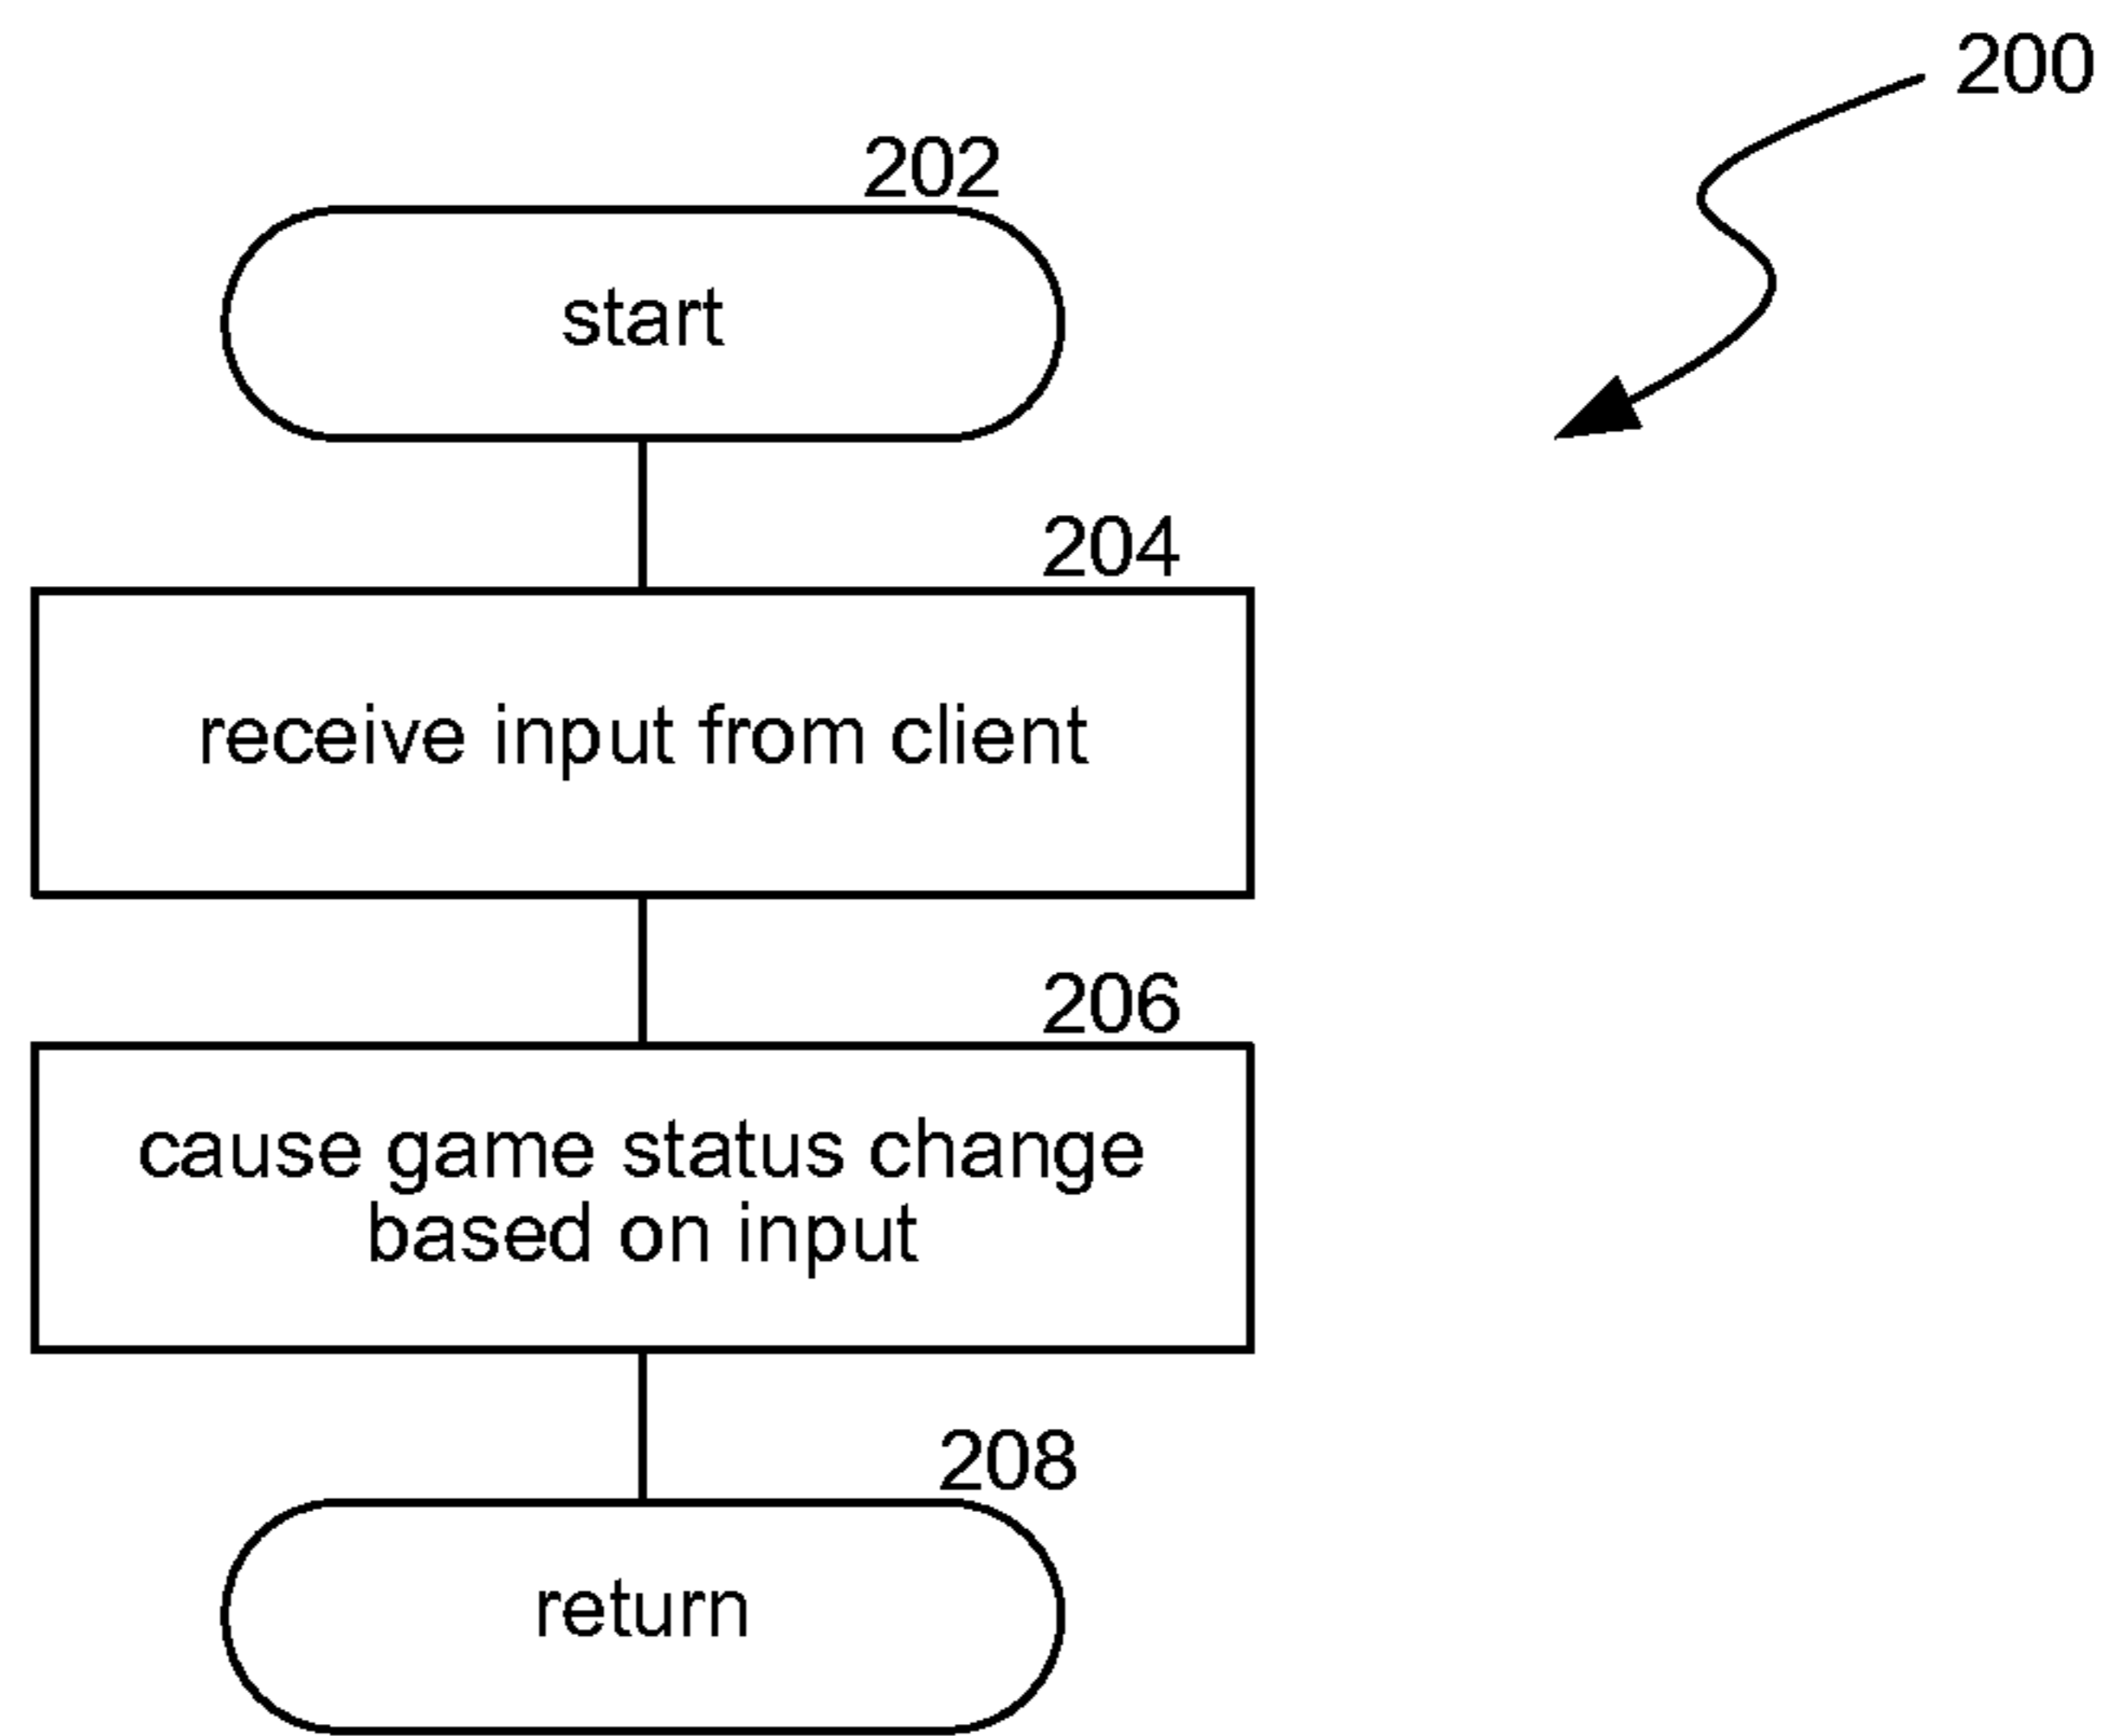 200
202
start
204
receive input from client
206
cause game status change
based on input
208
return